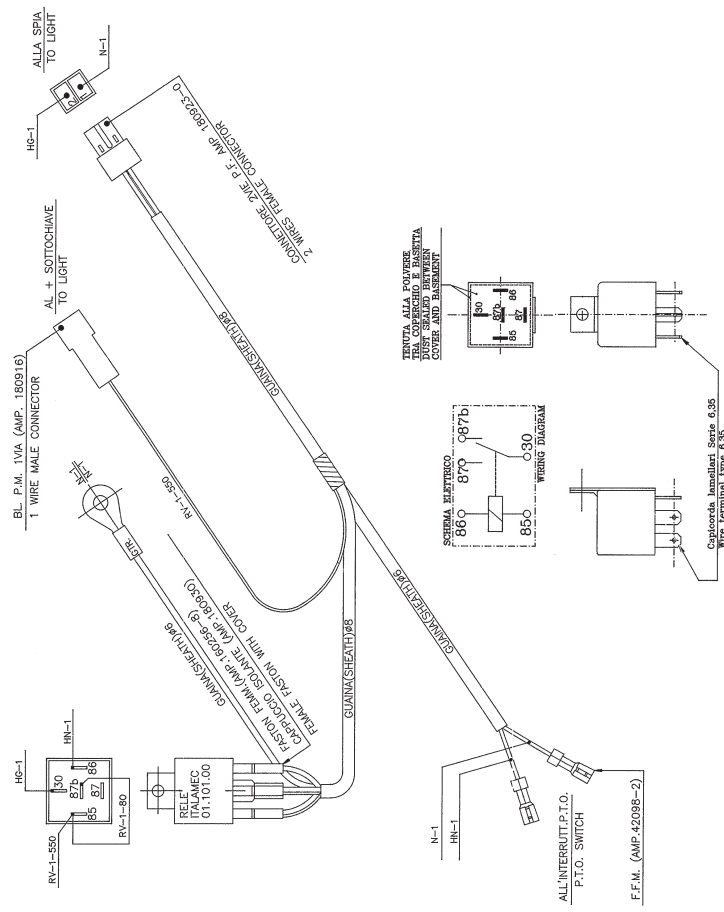 ALLA SPIA
TO LIGHT
HG-1
N-1
2
1
CONNETTORE 2VIE P.F. AMP 180923-0
2 WIRES FEMALE CONNECTOR
AL + SOTTOCHIAVE
TO LIGHT
BL. P.M. 1VIA (AMP. 180916)
1 WIRE MALE CONNECTOR
GUAINA(SHEATH)ø8
RV-1-550
N-1
N-1
GTR.
GUAINA(SHEATH)ø6
FASTON FEMM.(AMP.160256-8)
CAPPUCCIO ISOLANTE (AMP.180930)
FEMALE FASTON WITH COVER
GUAINA(SHEATH)ø8
GUAINA(SHEATH)ø6
HG-1
HN-1
30
86
87b
87
85
RV-1-550
RV-1-80
RELE'
ITALAMEC
01.101.00
N-1
HN-1
ALL'INTERRUTT.P.T.O.
P.T.O. SWITCH
F.F.M. (AMP.42098-2)
TENUTA ALLA POLVERE
TRA COPERCHIO E BASETTA
DUST SEALED BETWEEN
COVER AND BASEMENT
30
86
87b
87
85
SCHEMA ELETTRICO
86
87
87b
85
30
WIRING DIAGRAM
Capicorda lamellari Serie 6,35
Wire terminal type 6,35